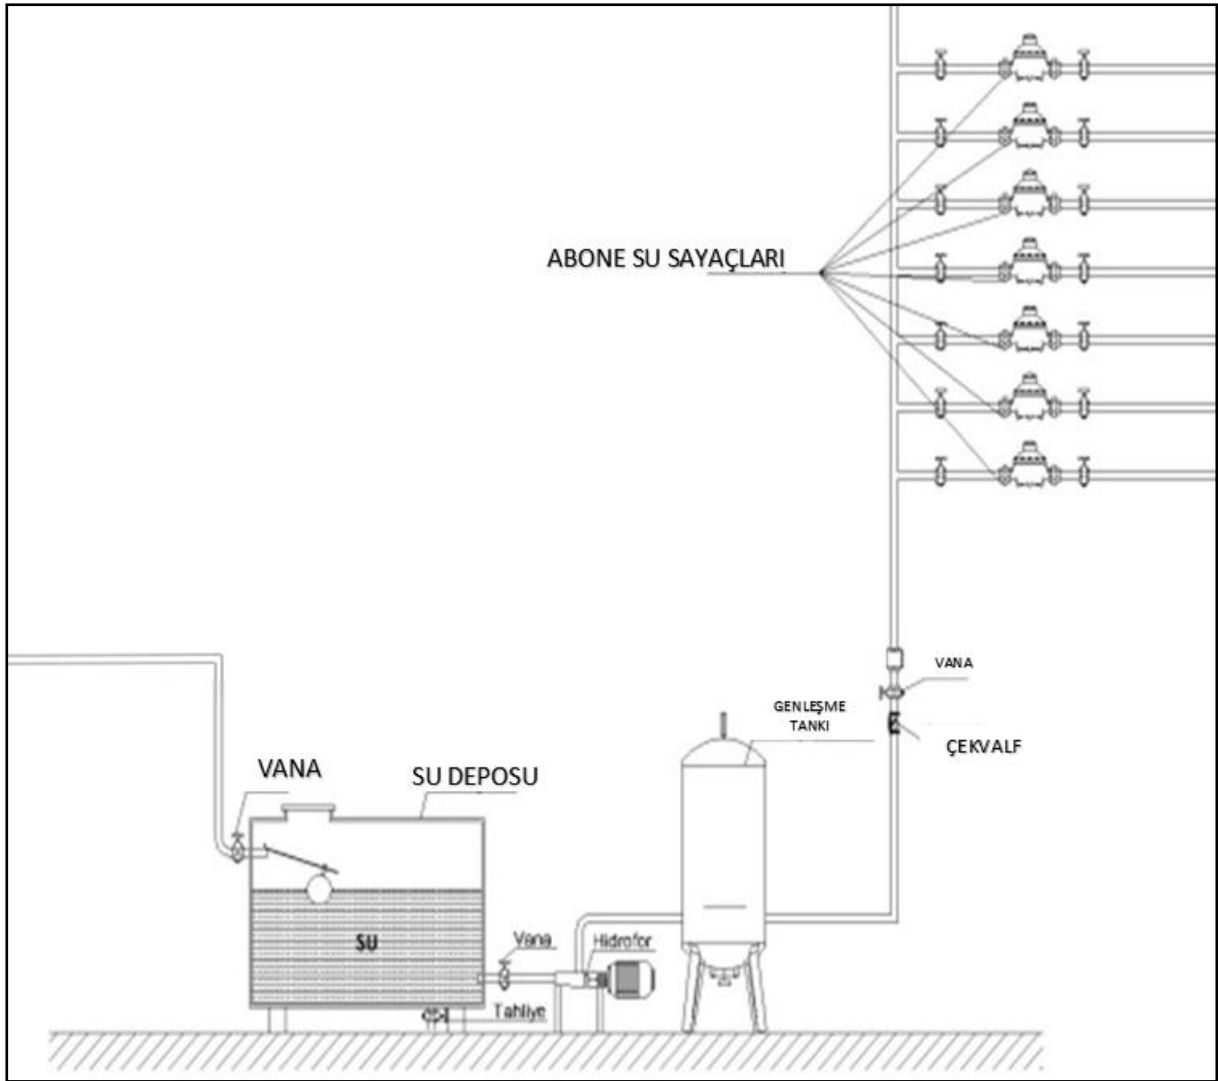 ABONE SU SAYAÇLARI
VANA
GENLEŞME
TANKI
ÇEKVALF
VANA
SU DEPOSU
SU
Vana
Hidrofor
Tahliye